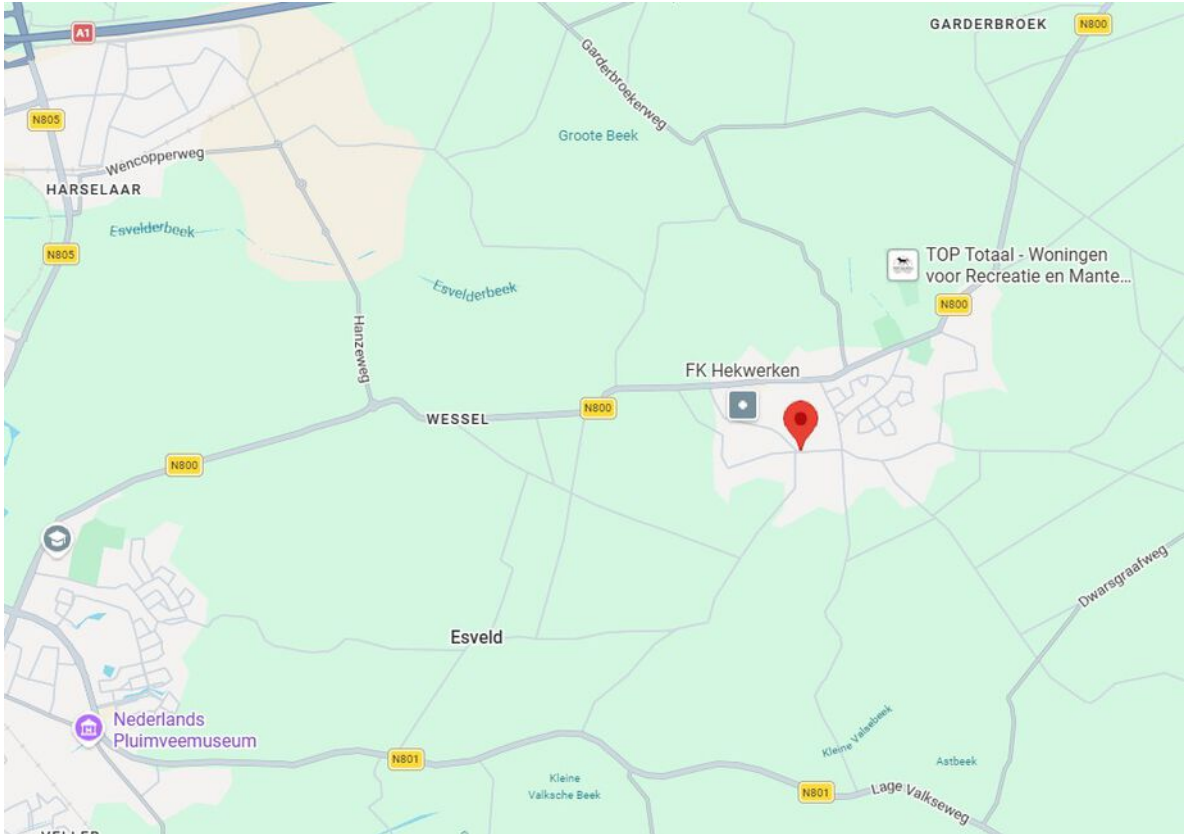 GARDERBROEK
N800
A1
Garderbroekerweg
N805
Groote Beek
Wencopperweg
HARSELAAR
Esvelderbeek
N805
TOP Totaal - Woningen
voor Recreatie en Mante...
Esvelderbeek
N800
Hanzeweg
FK Hekwerken
N800
WESSEL
N800
Dwarsgraafweg
Esveld
Nederlands
Pluimveemuseum
Kleine Valsebeek
N801
Astbeek
Kleine
Valksche Beek
N801
Lage Valkseweg